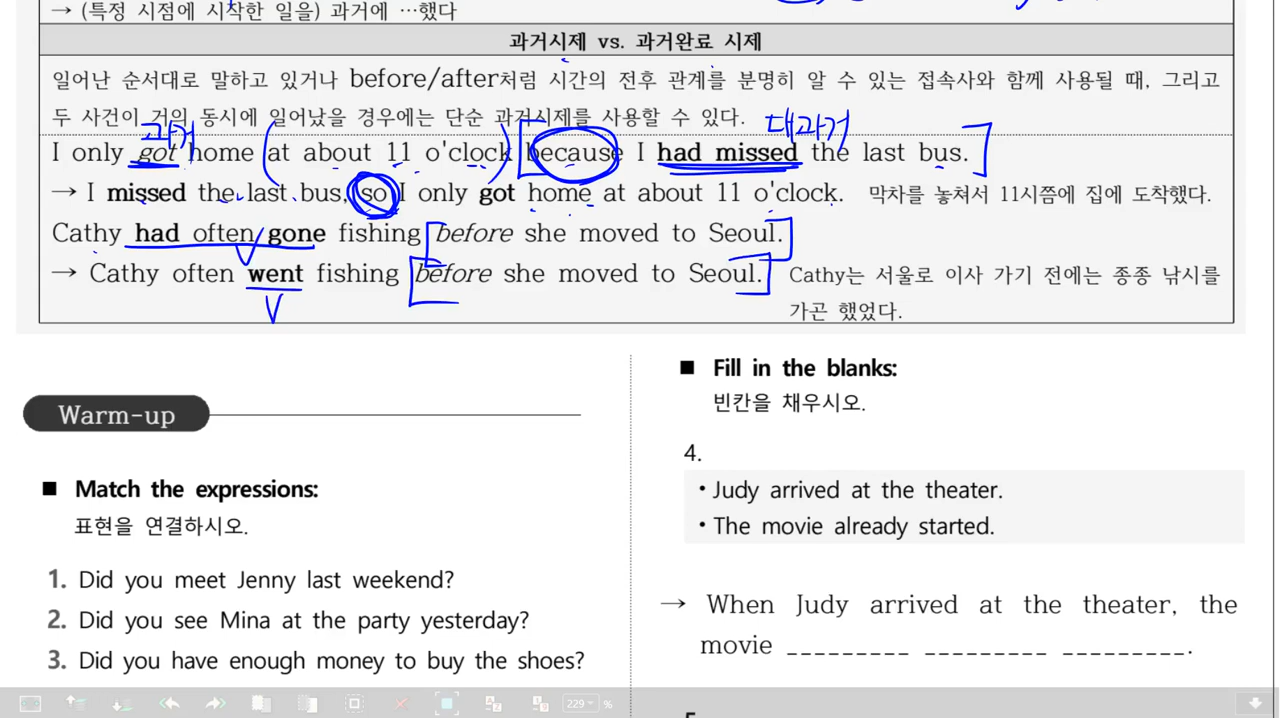 → (특정 시점에 시작한 일을) 과거에 …했다
과거시제 vs. 과거완료 시제
일어난 순서대로 말하고 있거나 before/after처럼 시간의 전후 관계를 분명히 알 수 있는 접속사와 함께 사용될 때, 그리고
두 사건이 거의 동시에 일어났을 경우에는 단순 과거시제를 사용할 수 있다.
과거 대과거
I only got home at about 11 o'clock because I had missed the last bus.
→ I missed the last bus, so I only got home at about 11 o'clock. 막차를 놓쳐서 11시쯤에 집에 도착했다.
Cathy had often gone fishing before she moved to Seoul.
→ Cathy often went fishing before she moved to Seoul. Cathy는 서울로 이사 가기 전에는 종종 낚시를
가곤 했었다.
Warm-up
■ Match the expressions:
표현을 연결하시오.
1. Did you meet Jenny last weekend?
2. Did you see Mina at the party yesterday?
3. Did you have enough money to buy the shoes?
■ Fill in the blanks:
빈칸을 채우시오.
4.
• Judy arrived at the theater.
• The movie already started.
→ When Judy arrived at the theater, the
movie _________ _________ _________.
229 %